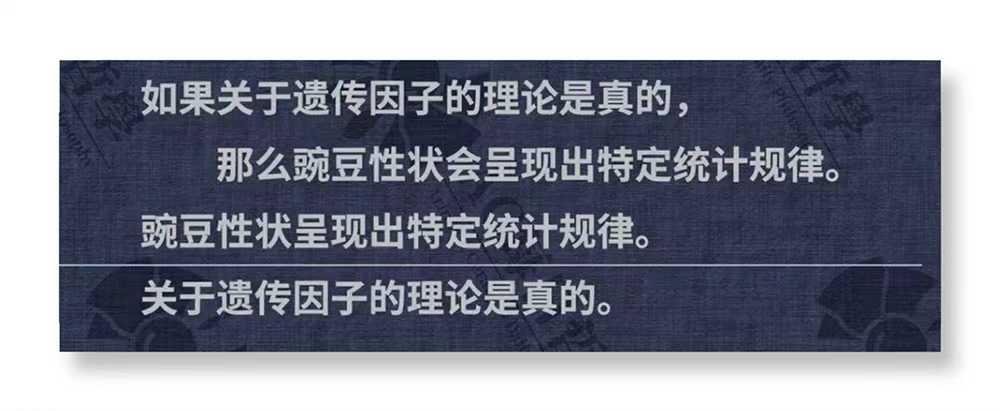 如果关于遗传因子的理论是真的，
那么豌豆性状会呈现出特定统计规律。
豌豆性状呈现出特定统计规律。
关于遗传因子的理论是真的。